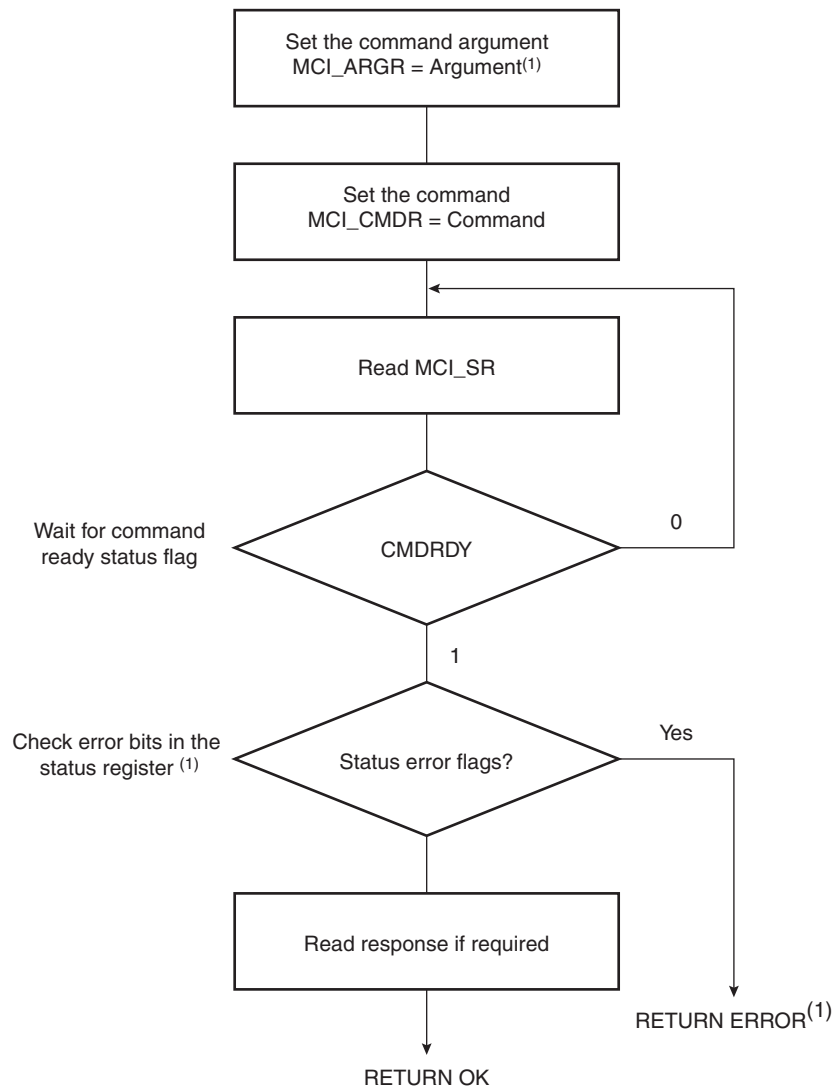 Set the command argument
MCI_ARGR = Argument(1)
Set the command
MCI_CMDR = Command
Read MCI_SR
Wait for command
ready status flag
CMDRDY
0
1
Check error bits in the
status register (1)
Status error flags?
Yes
Read response if required
RETURN ERROR(1)
RETURN OK